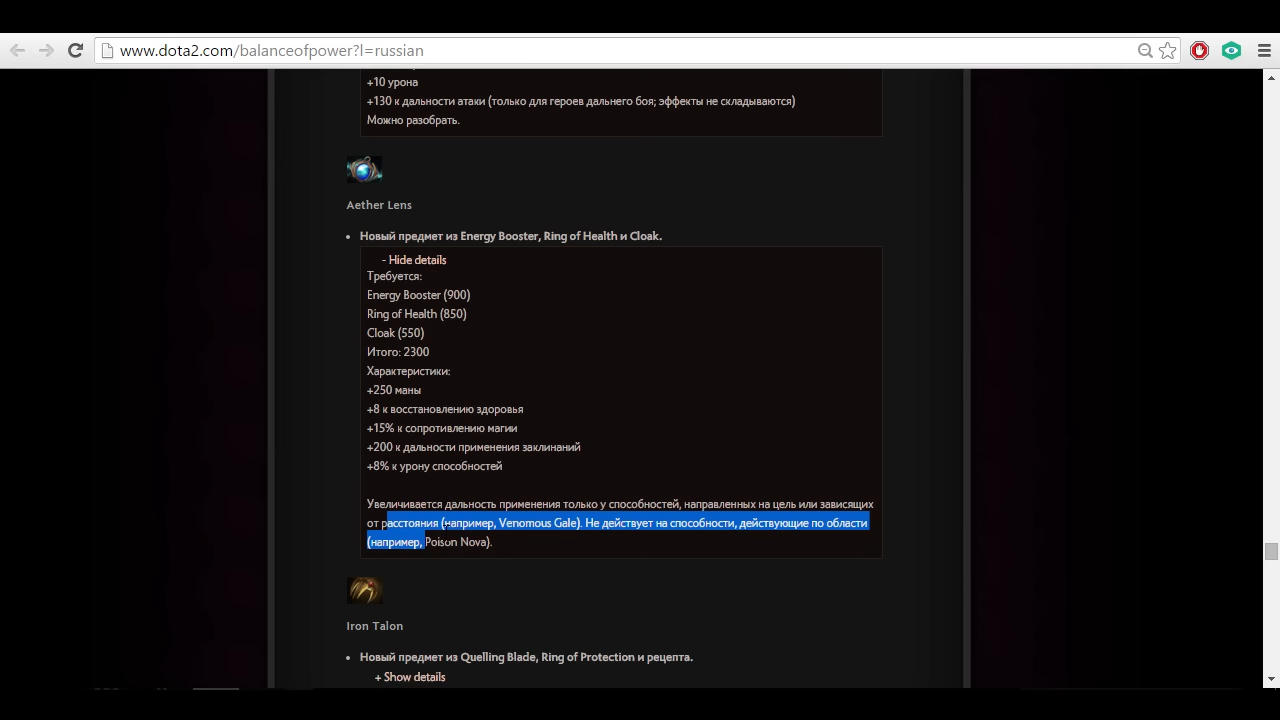 www.dota2.com/balanceofpower?l=russian
+10 урона
+130 к дальности атаки (только для героев дальнего боя; эффекты не складываются)
Можно разобрать.
Aether Lens
• Новый предмет из Energy Booster, Ring of Health и Cloak.
- Hide details
Требуется:
Energy Booster (900)
Ring of Health (850)
Cloak (550)
Итого: 2300
Характеристики:
+250 маны
+8 к восстановлению здоровья
+15% к сопротивлению магии
+200 к дальности применения заклинаний
+8% к урону способностей
Увеличивается дальность применения только у способностей, направленных на цель или зависящих
от расстояния (например, Venomous Gale). Не действует на способности, действующие по области
(например, Poison Nova).
Iron Talon
• Новый предмет из Quelling Blade, Ring of Protection и рецепта.
+ Show details